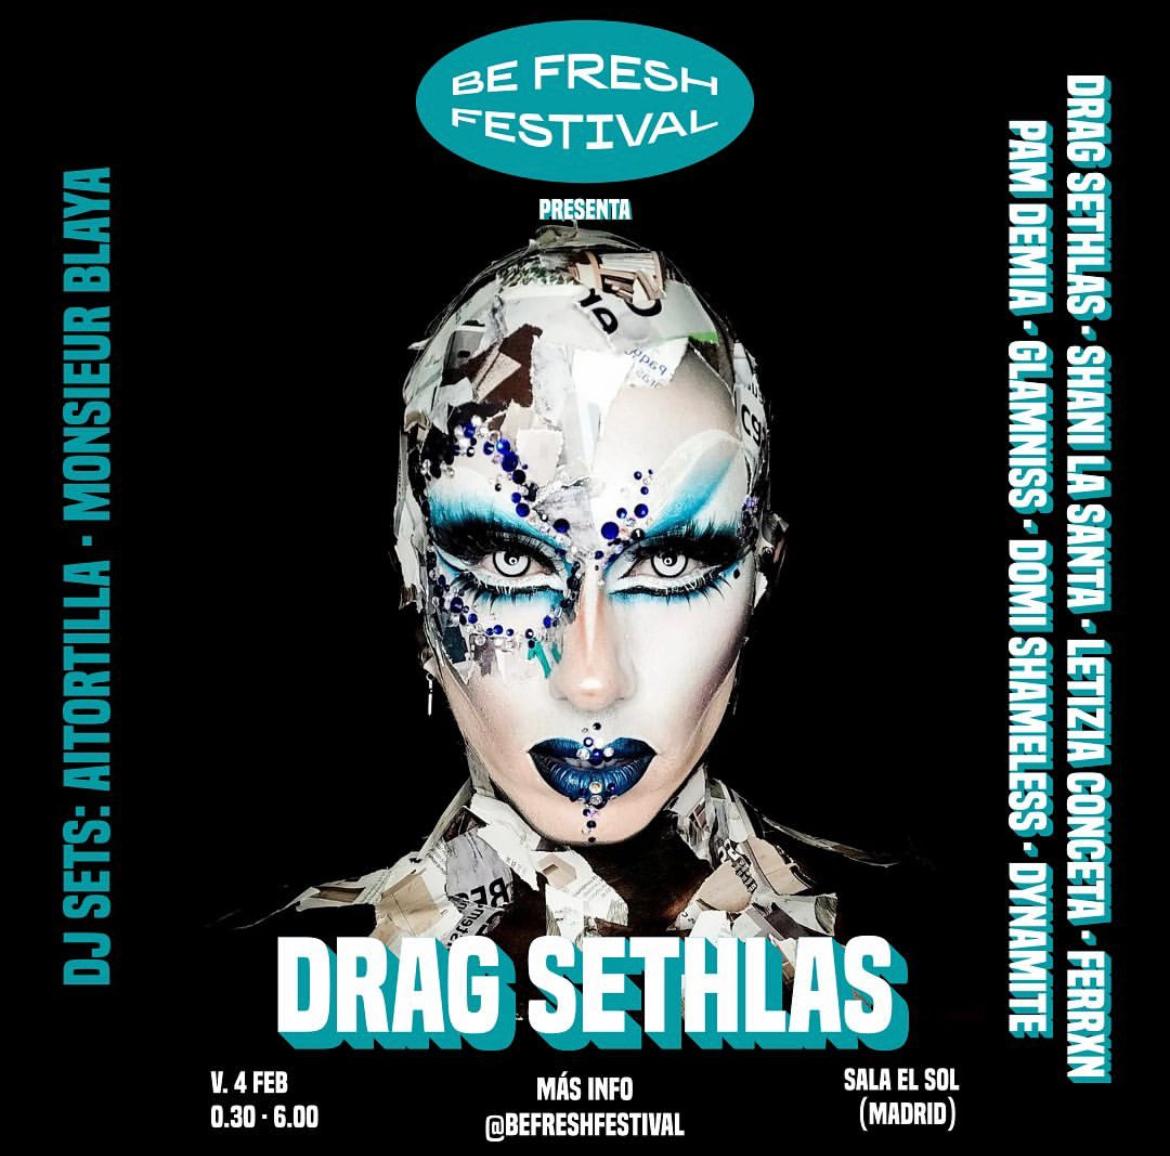 BE FRESH
FESTIVAL
PRESENTA
DJ SETS: AITORTILLA · MONSIEUR BLAYA
DRAG SETHLAS · SHANI LA SANTA · LETIZIA CONCETA · FERRXN
PAM DEMIA · GLAMNISS · DOMI SHAMELESS · DYNAMITE
DRAG SETHLAS
V. 4 FEB
0.30 - 6.00
MÁS INFO
@BEFRESHFESTIVAL
SALA EL SOL
(MADRID)